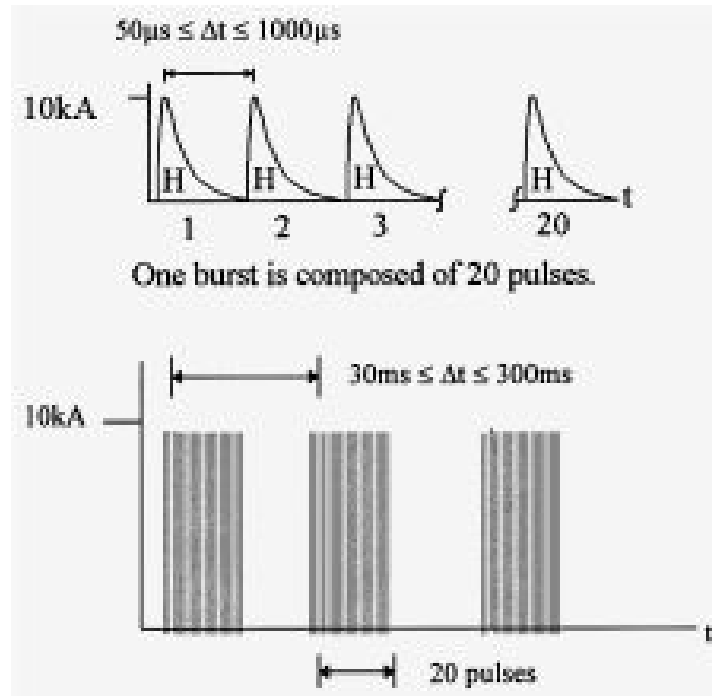 50µs ≤ Δt ≤ 1000µs
10kA
H H H H t
1 2 3 20
One burst is composed of 20 pulses.
30ms ≤ Δt ≤ 300ms
10kA
t
20 pulses